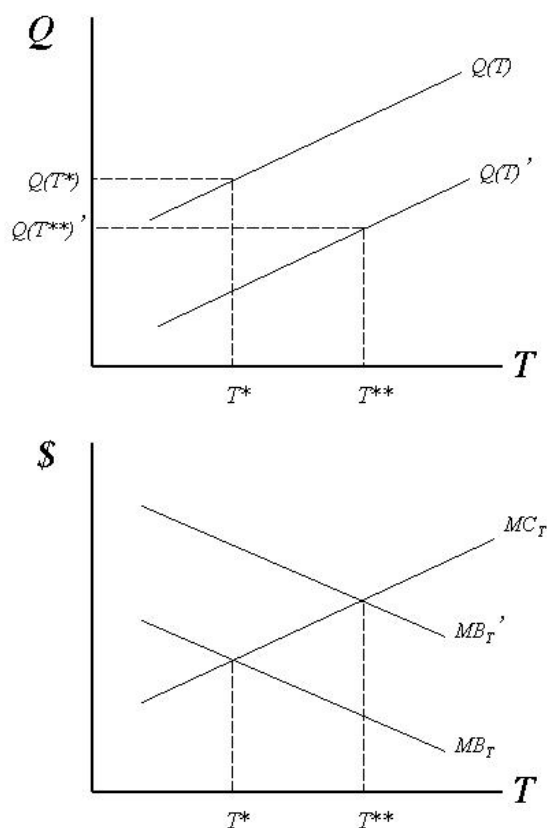 Q
Q(T)
Q(T)'
Q(T*)
Q(T**)'
T
T* T**
$
MC_T
MB_T'
MB_T
T
T* T**